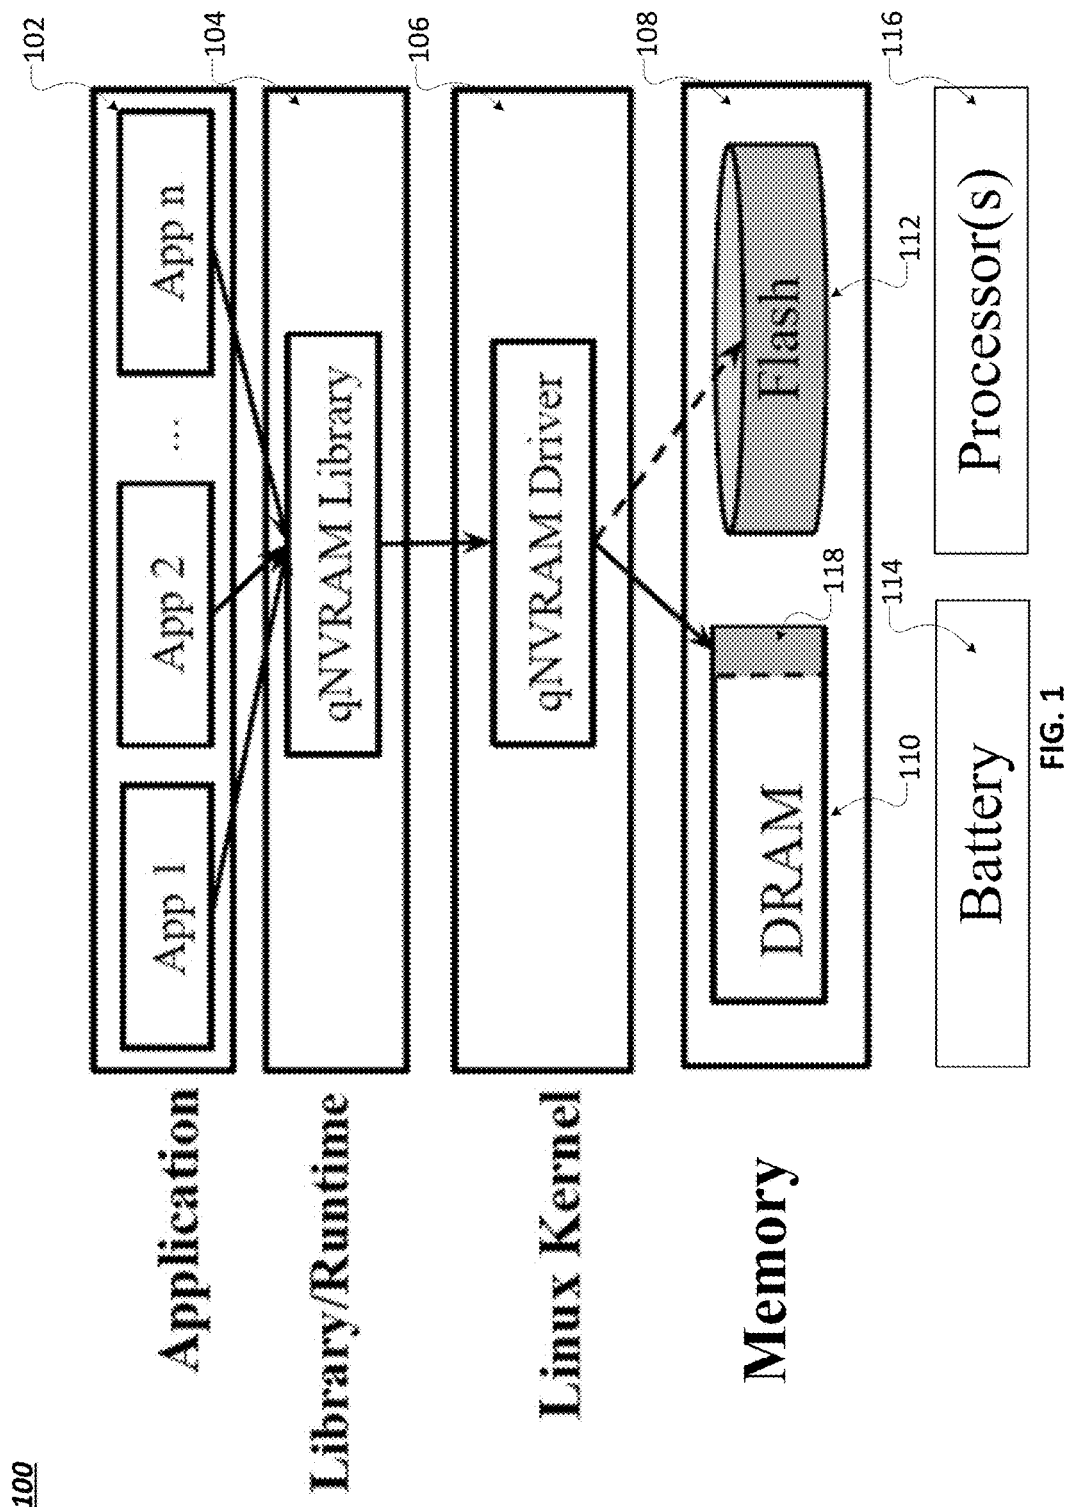 100
102
104
106
108
116
Application
App 1
App 2
...
App n
Library/Runtime
qNVRAM Library
Linux Kernel
qNVRAM Driver
Memory
DRAM
118
Flash
110
112
114
Battery
Processor(s)
FIG. 1